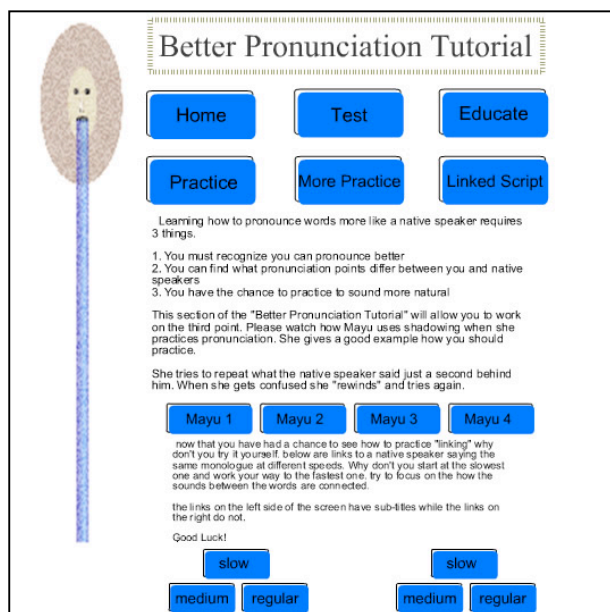 Better Pronunciation Tutorial
Home Test Educate
Practice More Practice Linked Script
Learning how to pronounce words more like a native speaker requires
3 things.
1. You must recognize you can pronounce better
2. You can find what pronunciation points differ between you and native
speakers
3. You have the chance to practice to sound more natural
This section of the "Better Pronunciation Tutorial" will allow you to work
on the third point. Please watch how Mayu uses shadowing when she
practices pronunciation. She gives a good example how you should
practice.
She tries to repeat what the native speaker said just a second behind
him. When she gets confused she "rewinds" and tries again.
Mayu 1 Mayu 2 Mayu 3 Mayu 4
now that you have had a chance to see how to practice "linking" why
don't you try it yourself. below are links to a native speaker saying the
same monologue at different speeds. Why don't you start at the slowest
one and work your way to the fastest one. try to focus on the how the
sounds between the words are connected.
the links on the left side of the screen have sub-titles while the links on
the right do not.
Good Luck!
slow slow
medium regular medium regular